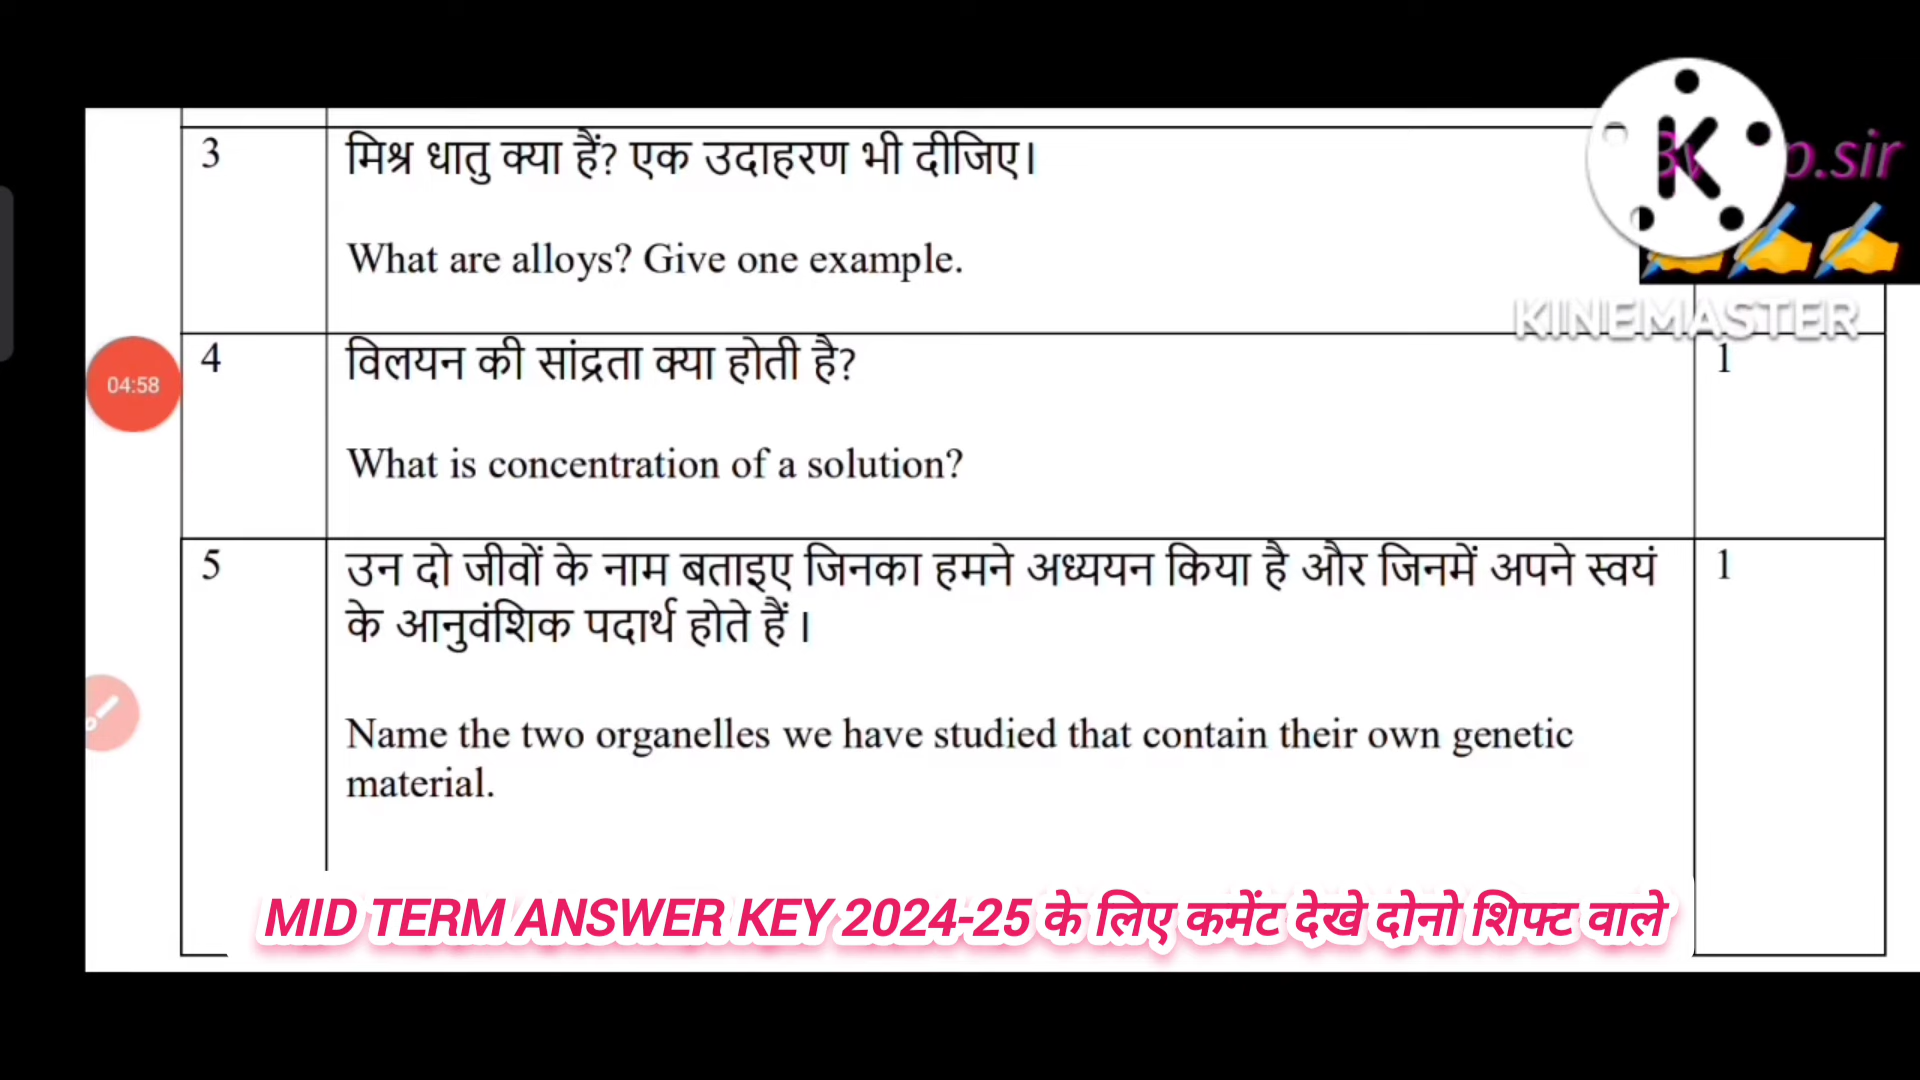 3
मिश्र धातु क्या हैं? एक उदाहरण भी दीजिए।
What are alloys? Give one example.
K
.sir
KINEMASTER
4
विलयन की सांद्रता क्या होती है?
1
04:58
What is concentration of a solution?
5
उन दो जीवों के नाम बताइए जिनका हमने अध्ययन किया है और जिनमें अपने स्वयं
1
के आनुवंशिक पदार्थ होते हैं ।
Name the two organelles we have studied that contain their own genetic
material.
MID TERM ANSWER KEY 2024-25 के लिए कमेंट देखे दोनो शिफ्ट वाले